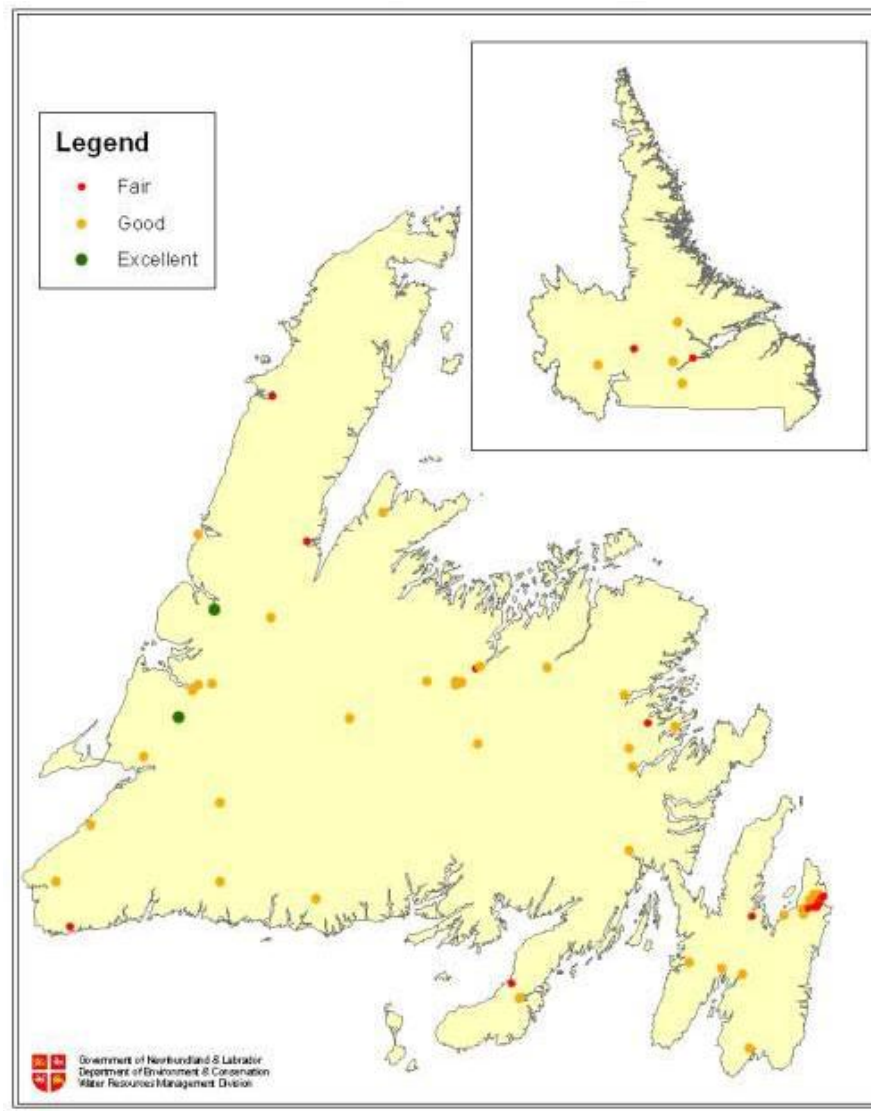 Legend
Fair
Good
Excellent
Government of Newfoundland & Labrador
Department of Environment & Conservation
Water Resources Management Division